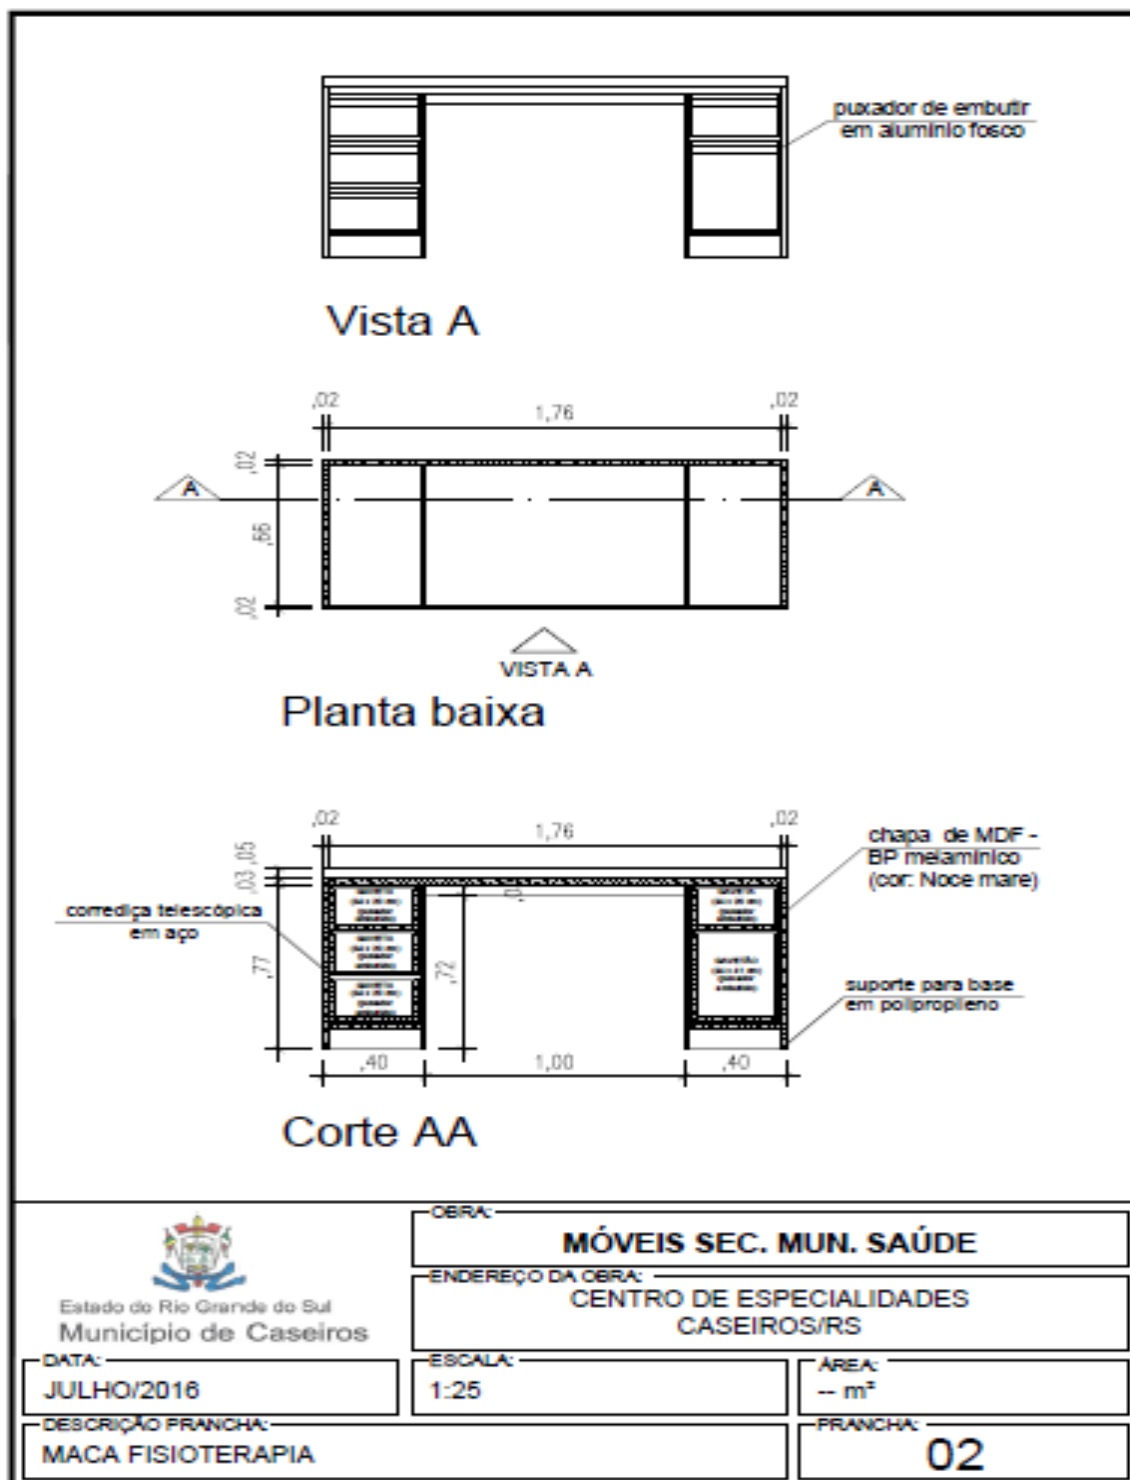 puxador de embutir
em alumínio fosco
Vista A
,02
1,76
,02
,02
A
A
,66
,02
VISTA A
Planta baixa
,02
1,76
,02
,05
,03
chapa de MDF -
BP melamínico
(cor: Noce mare)
corrediça telescópica
em aço
,77
,72
suporte para base
em polipropileno
,40
1,00
,40
Corte AA
Estado do Rio Grande do Sul
Município de Caseiros
OBRA:
MÓVEIS SEC. MUN. SAÚDE
ENDEREÇO DA OBRA:
CENTRO DE ESPECIALIDADES
CASEIROS/RS
DATA:
JULHO/2016
ESCALA:
1:25
ÁREA:
-- m²
DESCRIÇÃO PRANCHA:
MACA FISIOTERAPIA
PRANCHA:
02